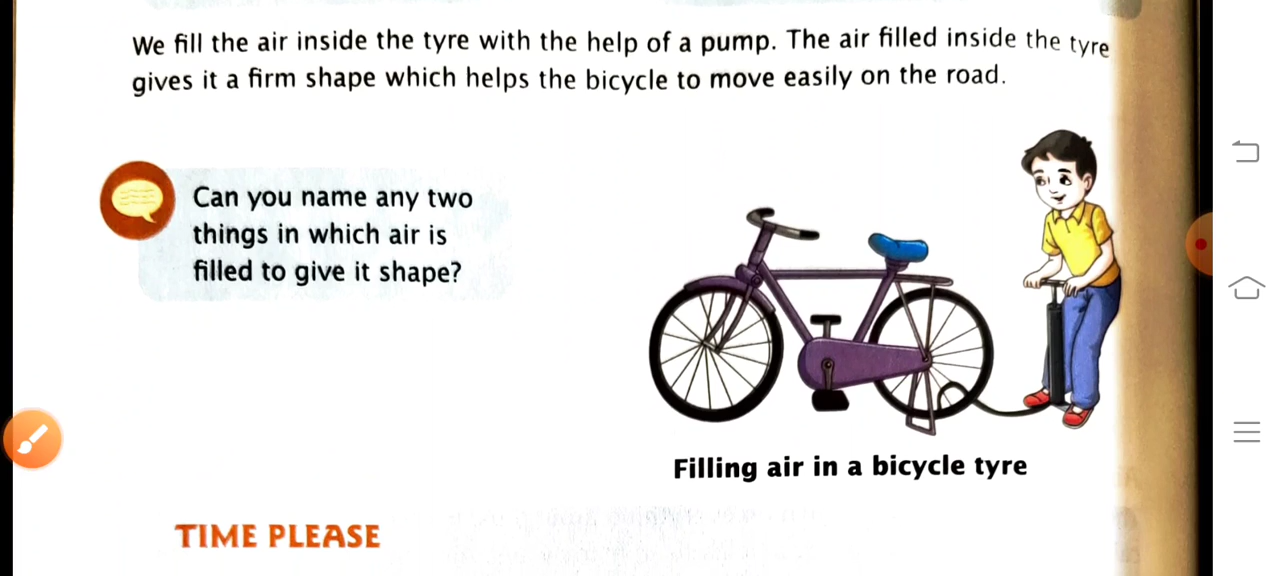 We fill the air inside the tyre with the help of a pump. The air filled inside the tyre
gives it a firm shape which helps the bicycle to move easily on the road.
Can you name any two
things in which air is
filled to give it shape?
Filling air in a bicycle tyre
TIME PLEASE